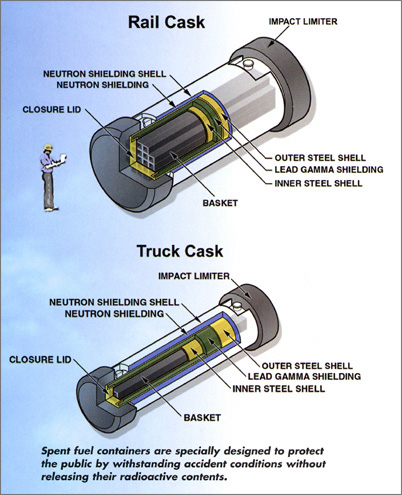 Rail Cask
IMPACT LIMITER
NEUTRON SHIELDING SHELL
NEUTRON SHIELDING
CLOSURE LID
OUTER STEEL SHELL
LEAD GAMMA SHIELDING
INNER STEEL SHELL
BASKET
Truck Cask
IMPACT LIMITER
NEUTRON SHIELDING SHELL
NEUTRON SHIELDING
CLOSURE LID
OUTER STEEL SHELL
LEAD GAMMA SHIELDING
INNER STEEL SHELL
BASKET
Spent fuel containers are specially designed to protect
the public by withstanding accident conditions without
releasing their radioactive contents.